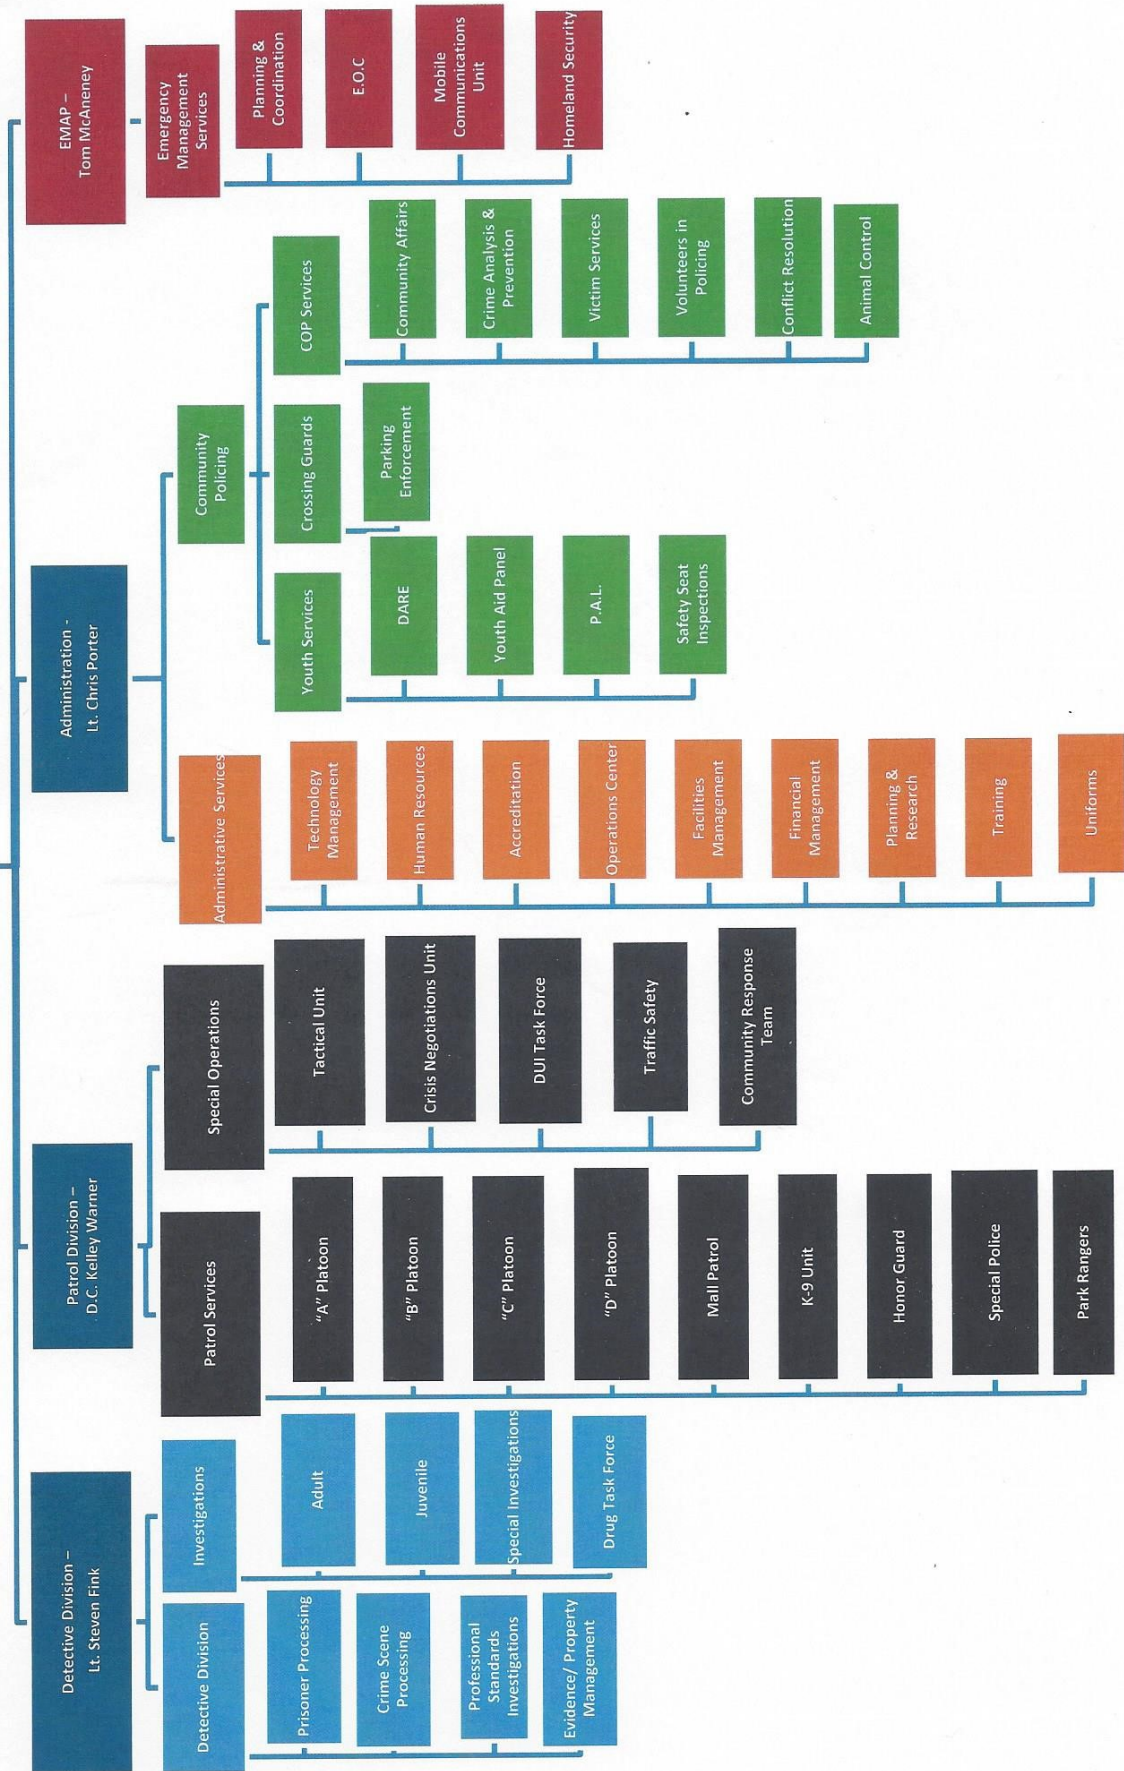 Detective Division –
Lt. Steven Fink
Detective Division
Prisoner Processing
Crime Scene
Processing
Professional
Standards
Investigations
Evidence/ Property
Management
Investigations
Adult
Juvenile
Special Investigations
Drug Task Force
Patrol Division –
D.C. Kelley Warner
Patrol Services
"A" Platoon
"B" Platoon
"C" Platoon
"D" Platoon
Mall Patrol
K-9 Unit
Honor Guard
Special Police
Park Rangers
Special Operations
Tactical Unit
Crisis Negotiations Unit
DUI Task Force
Traffic Safety
Community Response
Team
Administration -
Lt. Chris Porter
Administrative Services
Technology
Management
Human Resources
Accreditation
Operations Center
Facilities
Management
Financial
Management
Planning &
Research
Training
Uniforms
Community
Policing
Youth Services
DARE
Youth Aid Panel
P.A.L.
Safety Seat
Inspections
Crossing Guards
Parking
Enforcement
COP Services
Community Affairs
Crime Analysis &
Prevention
Victim Services
Volunteers in
Policing
Conflict Resolution
Animal Control
EMAP –
Tom McAneney
Emergency
Management
Services
Planning &
Coordination
E.O.C
Mobile
Communications
Unit
Homeland Security